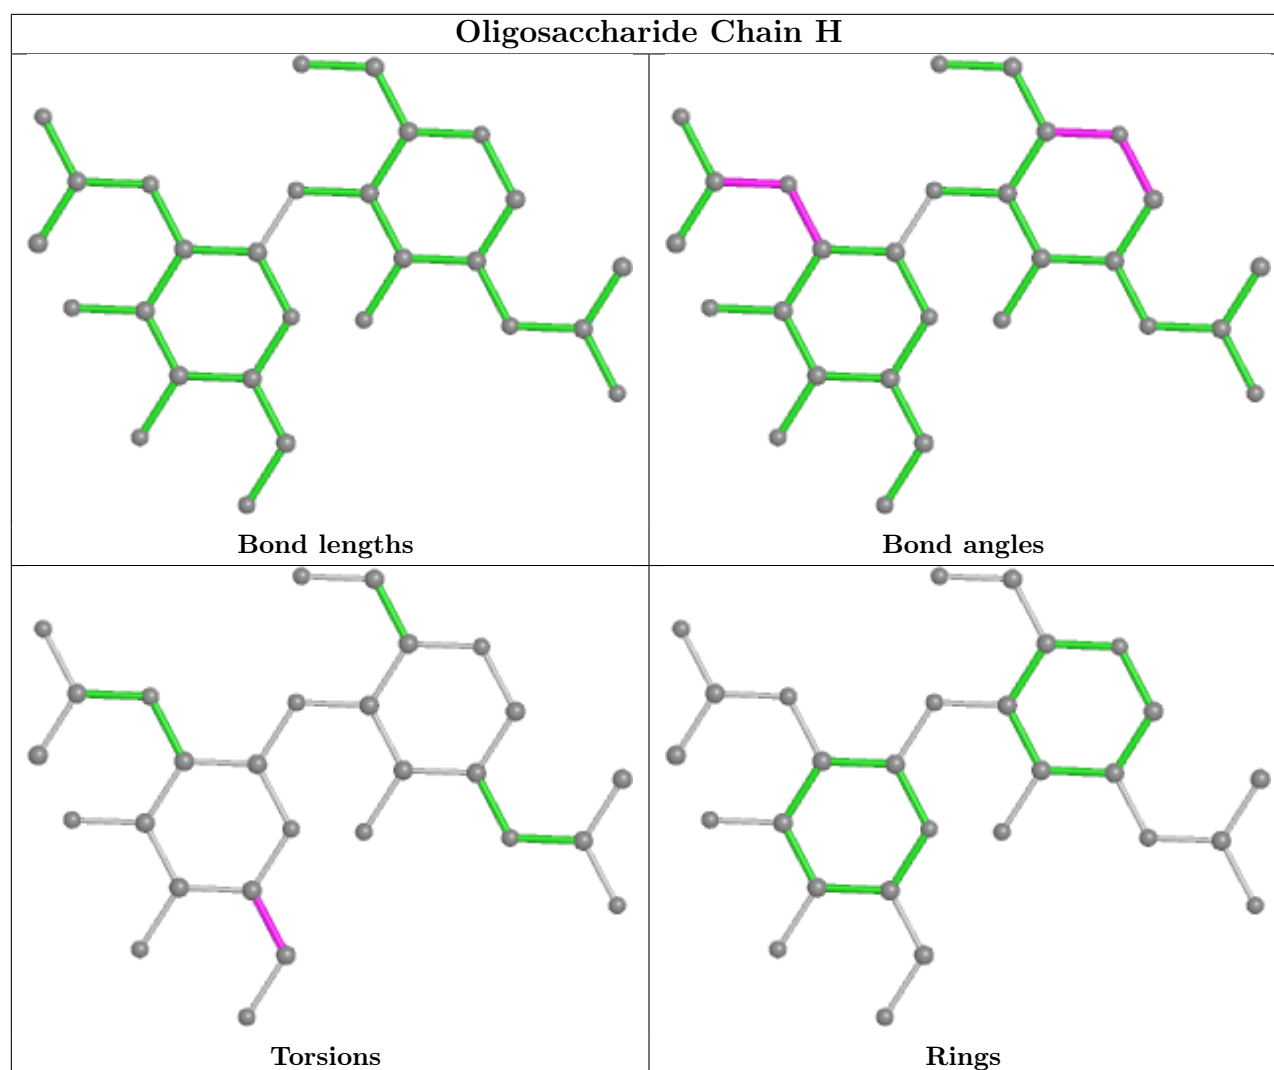 Oligosaccharide Chain H
Bond lengths
Bond angles
Torsions
Rings